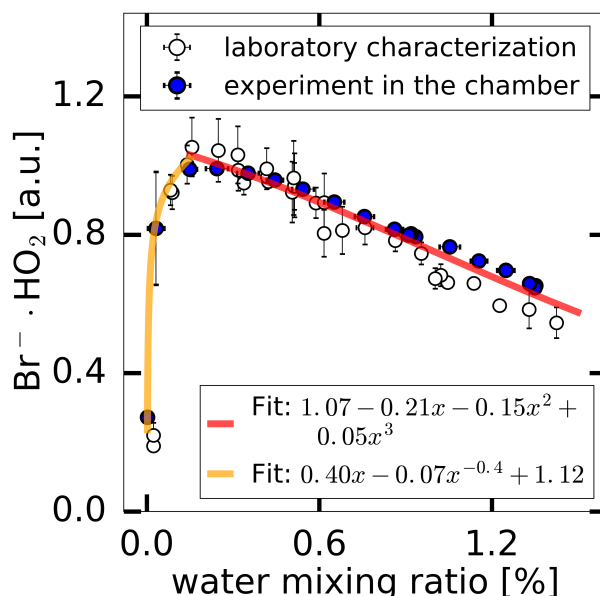 laboratory characterization
experiment in the chamber
1.2
0.8
0.4
0.0
Br⁻ · HO₂ [a.u.]
Fit: 1.07 − 0.21x − 0.15x² +
0.05x³
Fit: 0.40x − 0.07x⁻⁰·⁴ + 1.12
0.0 0.6 1.2
water mixing ratio [%]